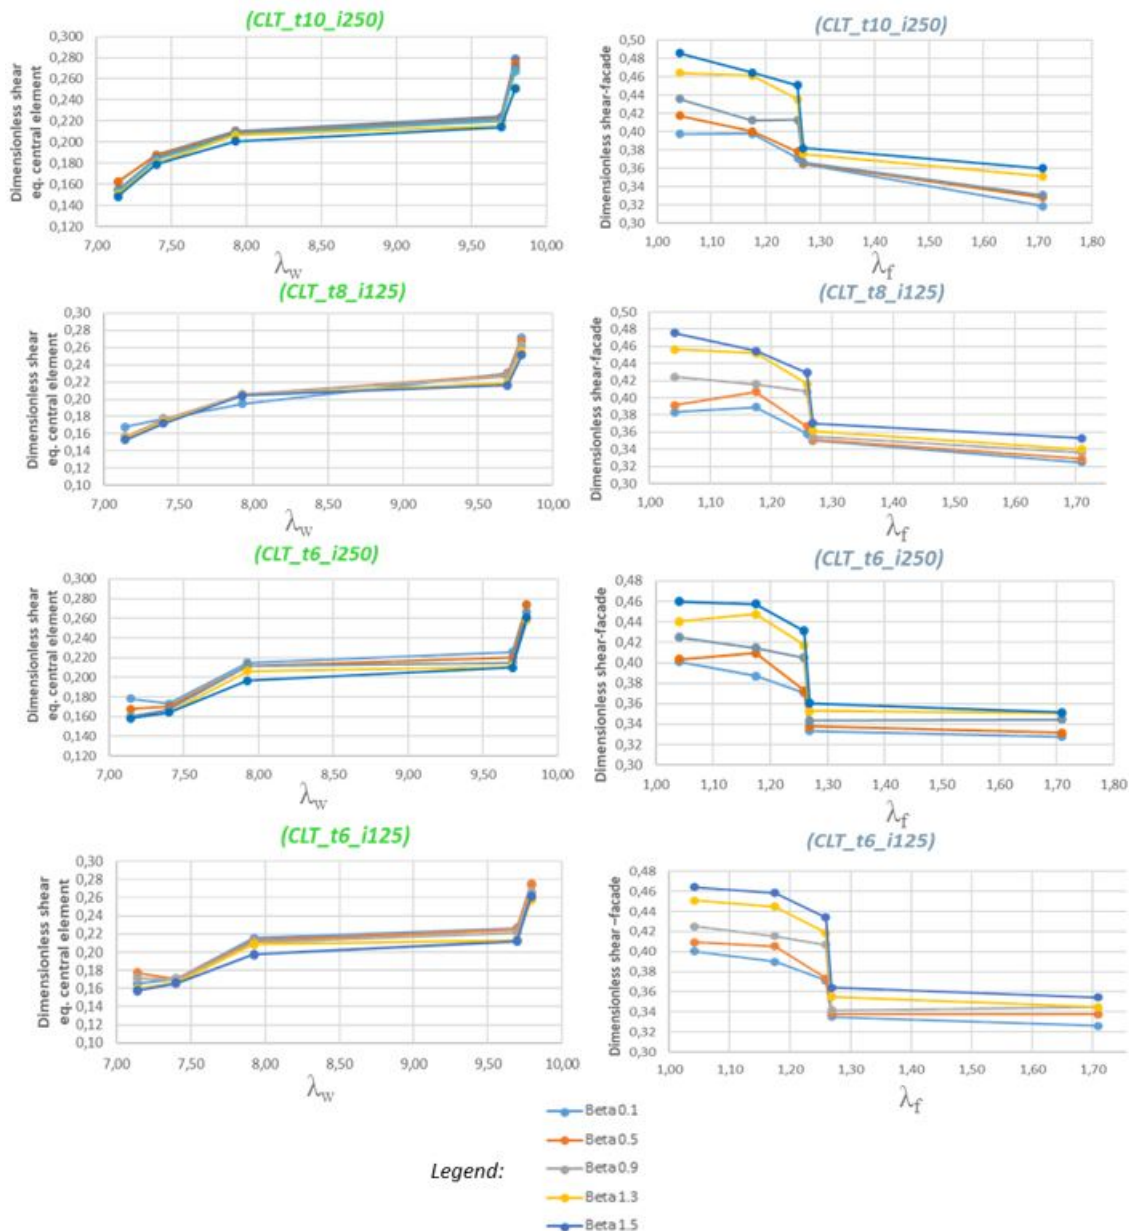 (CLT_t10_i250)
Dimensionless shear
eq. central element
0,300
0,280
0,260
0,240
0,220
0,200
0,180
0,160
0,140
0,120
7,00 7,50 8,00 8,50 9,00 9,50 10,00
λw
(CLT_t10_i250)
Dimensionless shear-facade
0,50
0,48
0,46
0,44
0,42
0,40
0,38
0,36
0,34
0,32
0,30
1,00 1,10 1,20 1,30 1,40 1,50 1,60 1,70 1,80
λf
(CLT_t8_i125)
Dimensionless shear
eq. central element
0,30
0,28
0,26
0,24
0,22
0,20
0,18
0,16
0,14
0,12
0,10
7,00 7,50 8,00 8,50 9,00 9,50 10,00
λw
(CLT_t8_i125)
Dimensionless shear-facade
0,50
0,48
0,46
0,44
0,42
0,40
0,38
0,36
0,34
0,32
0,30
1,00 1,10 1,20 1,30 1,40 1,50 1,60 1,70
λf
(CLT_t6_i250)
Dimensionless shear
eq. central element
0,300
0,280
0,260
0,240
0,220
0,200
0,180
0,160
0,140
0,120
7,00 7,50 8,00 8,50 9,00 9,50 10,00
λw
(CLT_t6_i250)
Dimensionless shear-facade
0,48
0,46
0,44
0,42
0,40
0,38
0,36
0,34
0,32
0,30
1,00 1,10 1,20 1,30 1,40 1,50 1,60 1,70 1,80
λf
(CLT_t6_i125)
Dimensionless shear
eq. central element
0,30
0,28
0,26
0,24
0,22
0,20
0,18
0,16
0,14
0,12
0,10
7,00 7,50 8,00 8,50 9,00 9,50 10,00
λw
(CLT_t6_i125)
Dimensionless shear –facade
0,48
0,46
0,44
0,42
0,40
0,38
0,36
0,34
0,32
0,30
1,00 1,10 1,20 1,30 1,40 1,50 1,60 1,70
λf
Legend:
Beta 0.1
Beta 0.5
Beta 0.9
Beta 1.3
Beta 1.5